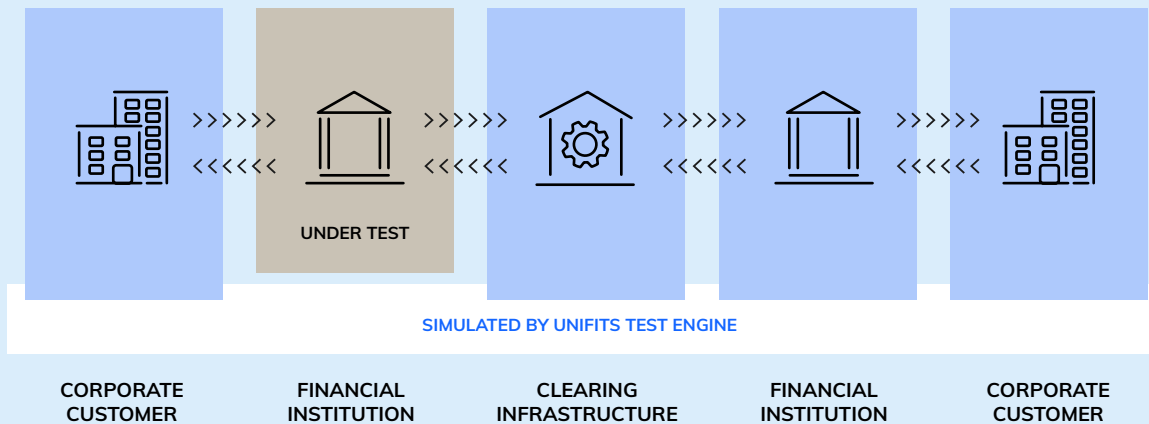 UNDER TEST
SIMULATED BY UNIFITS TEST ENGINE
CORPORATE
CUSTOMER
FINANCIAL
INSTITUTION
CLEARING
INFRASTRUCTURE
FINANCIAL
INSTITUTION
CORPORATE
CUSTOMER